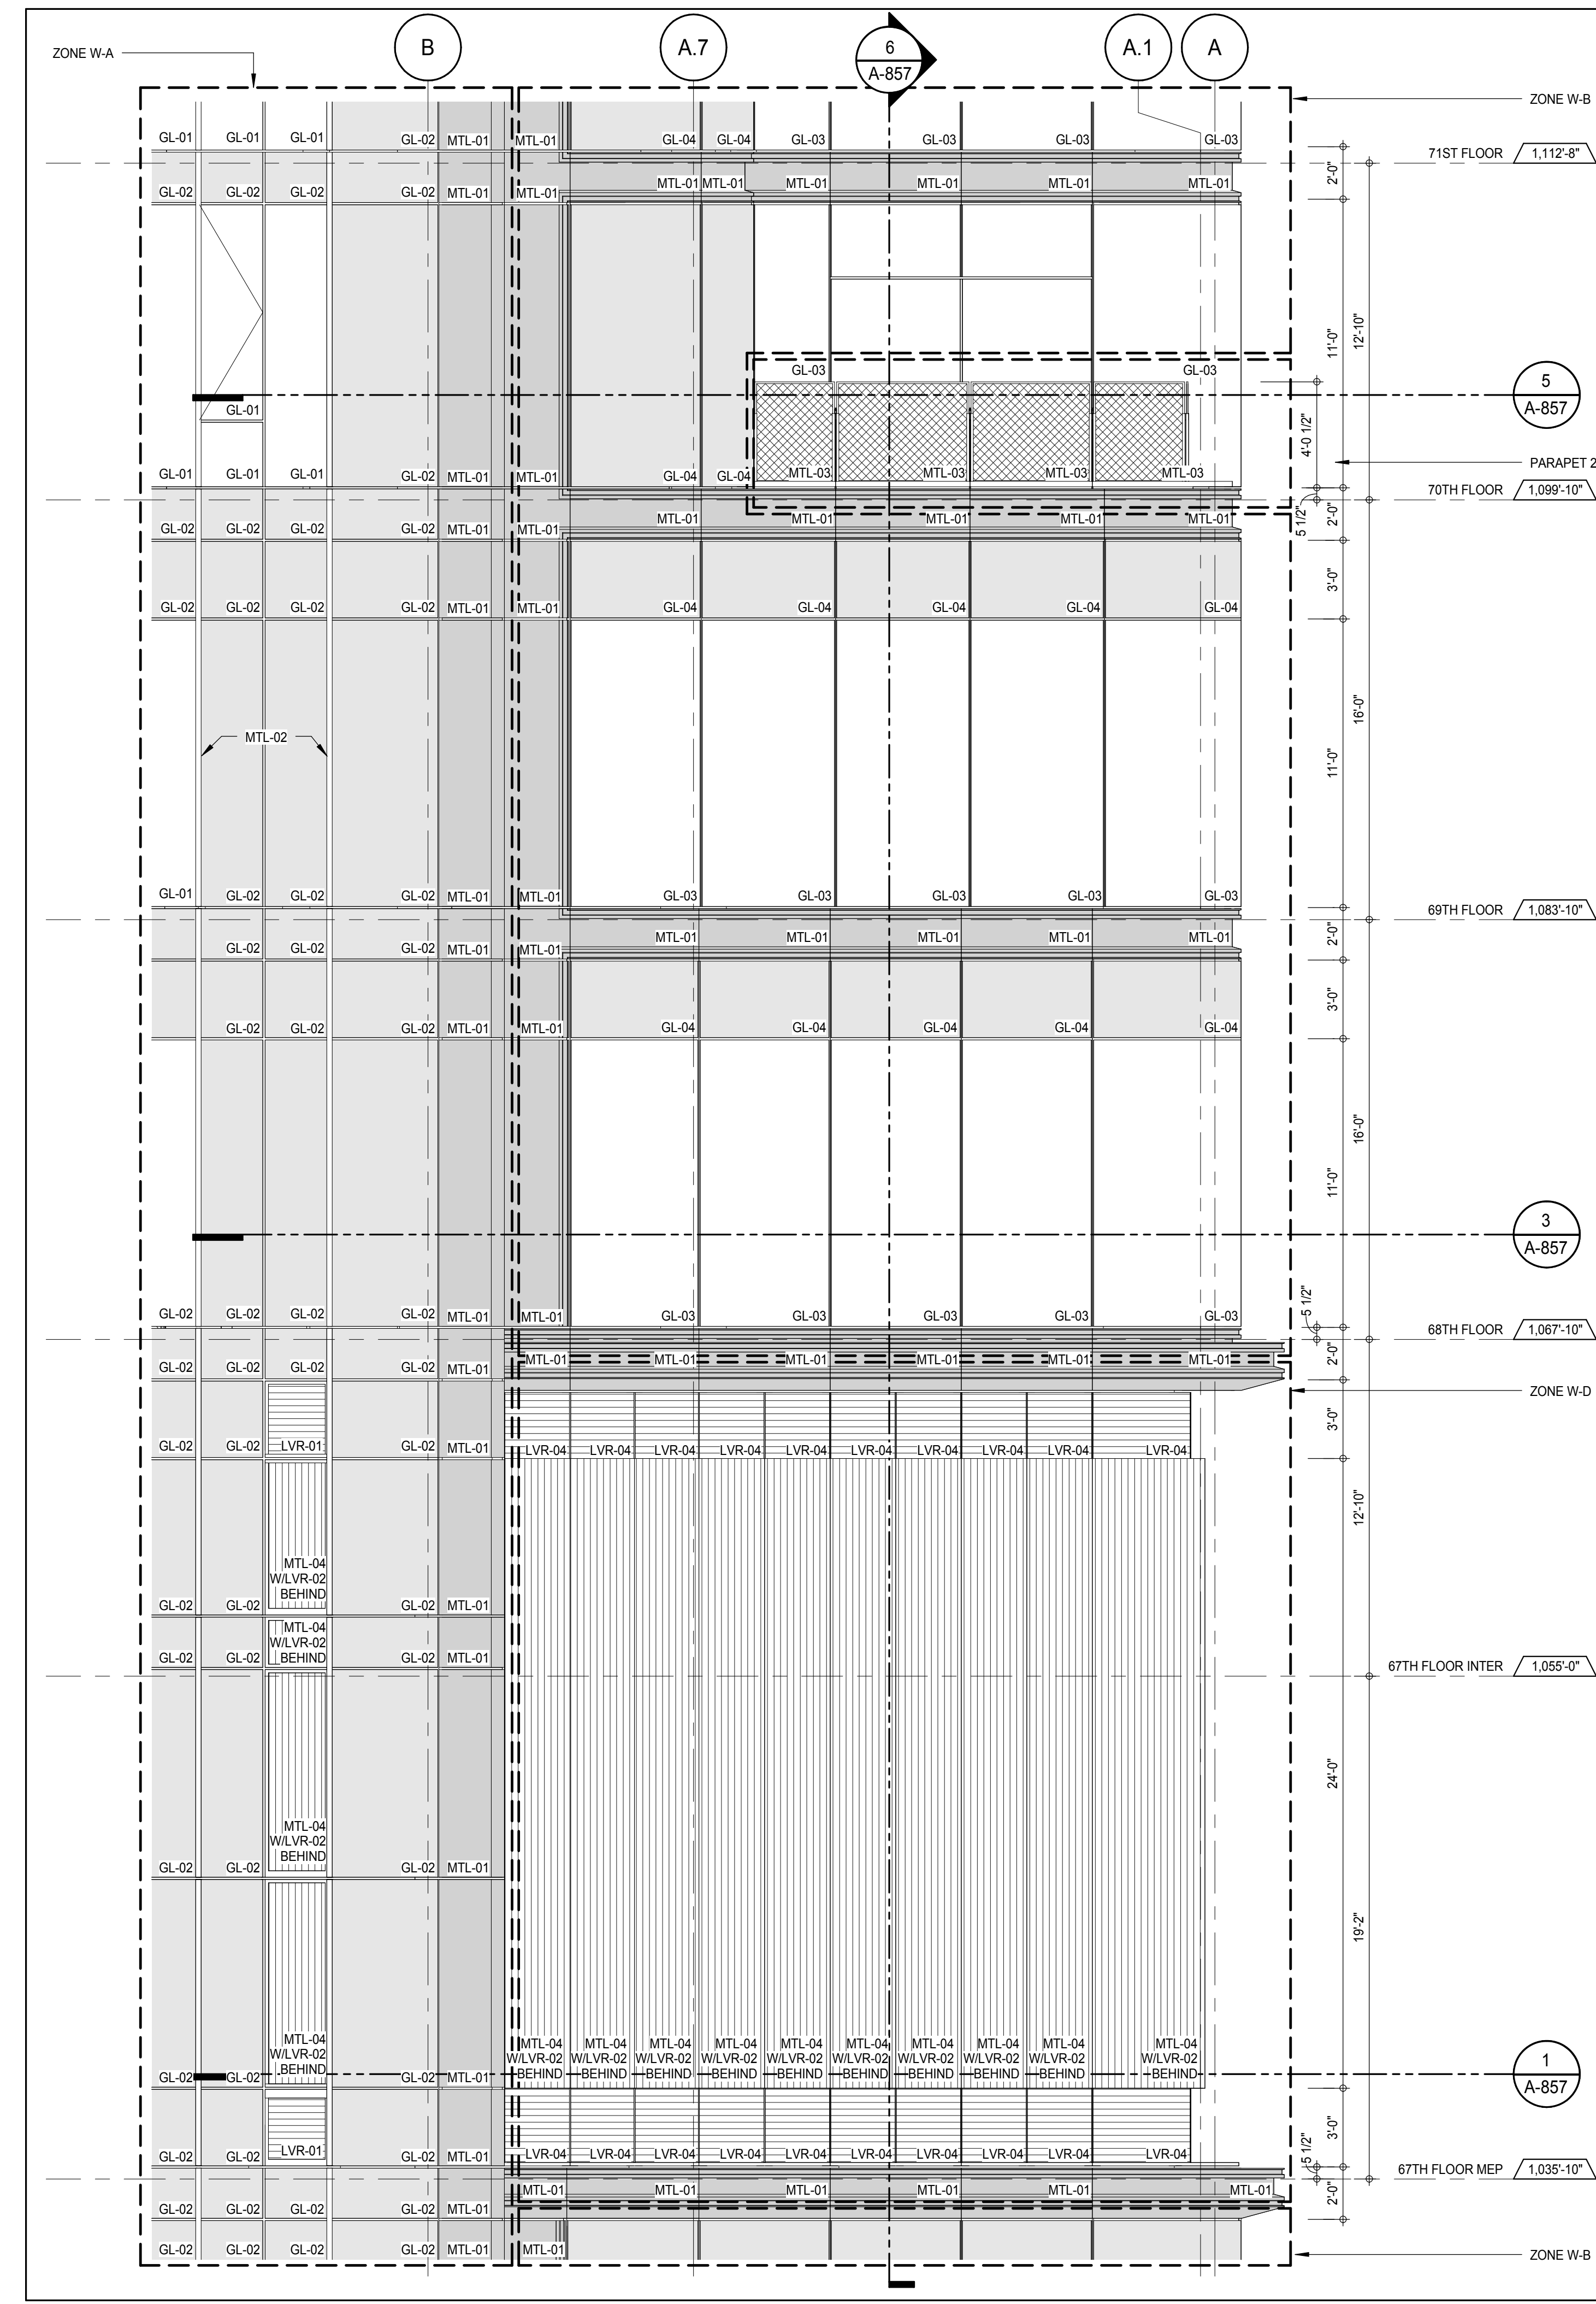 ZONE W-A
B
A.7
6
A-857
A.1
A
ZONE W-B
GL-01 GL-01 GL-01 GL-02 MTL-01 MTL-01 GL-04 GL-04 GL-03 GL-03 GL-03 GL-03
71ST FLOOR 1,112'-8"
2'-0"
GL-02 GL-02 GL-02 GL-02 MTL-01 MTL-01 MTL-01 MTL-01 MTL-01 MTL-01 MTL-01 MTL-01
11'-0"
12'-10"
GL-03 GL-03
5
A-857
GL-01
4'-0 1/2"
PARAPET 2
GL-01 GL-01 GL-01 GL-02 MTL-01 MTL-01 GL-04 GL-04 MTL-03 MTL-03 MTL-03 MTL-03
70TH FLOOR 1,099'-10"
5 1/2"
2'-0"
GL-02 GL-02 GL-02 GL-02 MTL-01 MTL-01 MTL-01 MTL-01 MTL-01 MTL-01 MTL-01
3'-0"
GL-02 GL-02 GL-02 GL-02 MTL-01 MTL-01 GL-04 GL-04 GL-04 GL-04 GL-04
16'-0"
MTL-02
11'-0"
GL-01 GL-02 GL-02 GL-02 MTL-01 MTL-01 GL-03 GL-03 GL-03 GL-03 GL-03
69TH FLOOR 1,083'-10"
2'-0"
GL-02 GL-02 GL-02 MTL-01 MTL-01 MTL-01 MTL-01 MTL-01 MTL-01 MTL-01
3'-0"
GL-02 GL-02 GL-02 MTL-01 MTL-01 GL-04 GL-04 GL-04 GL-04 GL-04
16'-0"
11'-0"
3
A-857
5 1/2"
GL-02 GL-02 GL-02 GL-02 MTL-01 MTL-01 GL-03 GL-03 GL-03 GL-03 GL-03
68TH FLOOR 1,067'-10"
2'-0"
GL-02 GL-02 GL-02 GL-02 MTL-01 MTL-01 MTL-01 MTL-01 MTL-01 MTL-01 MTL-01
ZONE W-D
3'-0"
GL-02 GL-02 LVR-01 GL-02 MTL-01 LVR-04 LVR-04 LVR-04 LVR-04 LVR-04 LVR-04 LVR-04 LVR-04 LVR-04 LVR-04
12'-10"
MTL-04
W/LVR-02
BEHIND
GL-02 GL-02 GL-02 MTL-01
MTL-04
W/LVR-02
BEHIND
GL-02 GL-02 GL-02 MTL-01
67TH FLOOR INTER 1,055'-0"
24'-0"
MTL-04
W/LVR-02
BEHIND
GL-02 GL-02 GL-02 MTL-01
19'-2"
MTL-04 MTL-04 MTL-04 MTL-04 MTL-04 MTL-04 MTL-04 MTL-04 MTL-04 MTL-04 MTL-04
W/LVR-02 W/LVR-02 W/LVR-02 W/LVR-02 W/LVR-02 W/LVR-02 W/LVR-02 W/LVR-02 W/LVR-02 W/LVR-02 W/LVR-02
BEHIND BEHIND BEHIND BEHIND BEHIND BEHIND BEHIND BEHIND BEHIND BEHIND BEHIND
GL-02 GL-02 GL-02 MTL-01
1
A-857
3'-0"
5 1/2"
GL-02 GL-02 LVR-01 GL-02 MTL-01 LVR-04 LVR-04 LVR-04 LVR-04 LVR-04 LVR-04 LVR-04 LVR-04 LVR-04 LVR-04
67TH FLOOR MEP 1,035'-10"
2'-0"
GL-02 GL-02 GL-02 GL-02 MTL-01 MTL-01 MTL-01 MTL-01 MTL-01 MTL-01 MTL-01
GL-02 GL-02 GL-02 GL-02 MTL-01 MTL-01
ZONE W-B